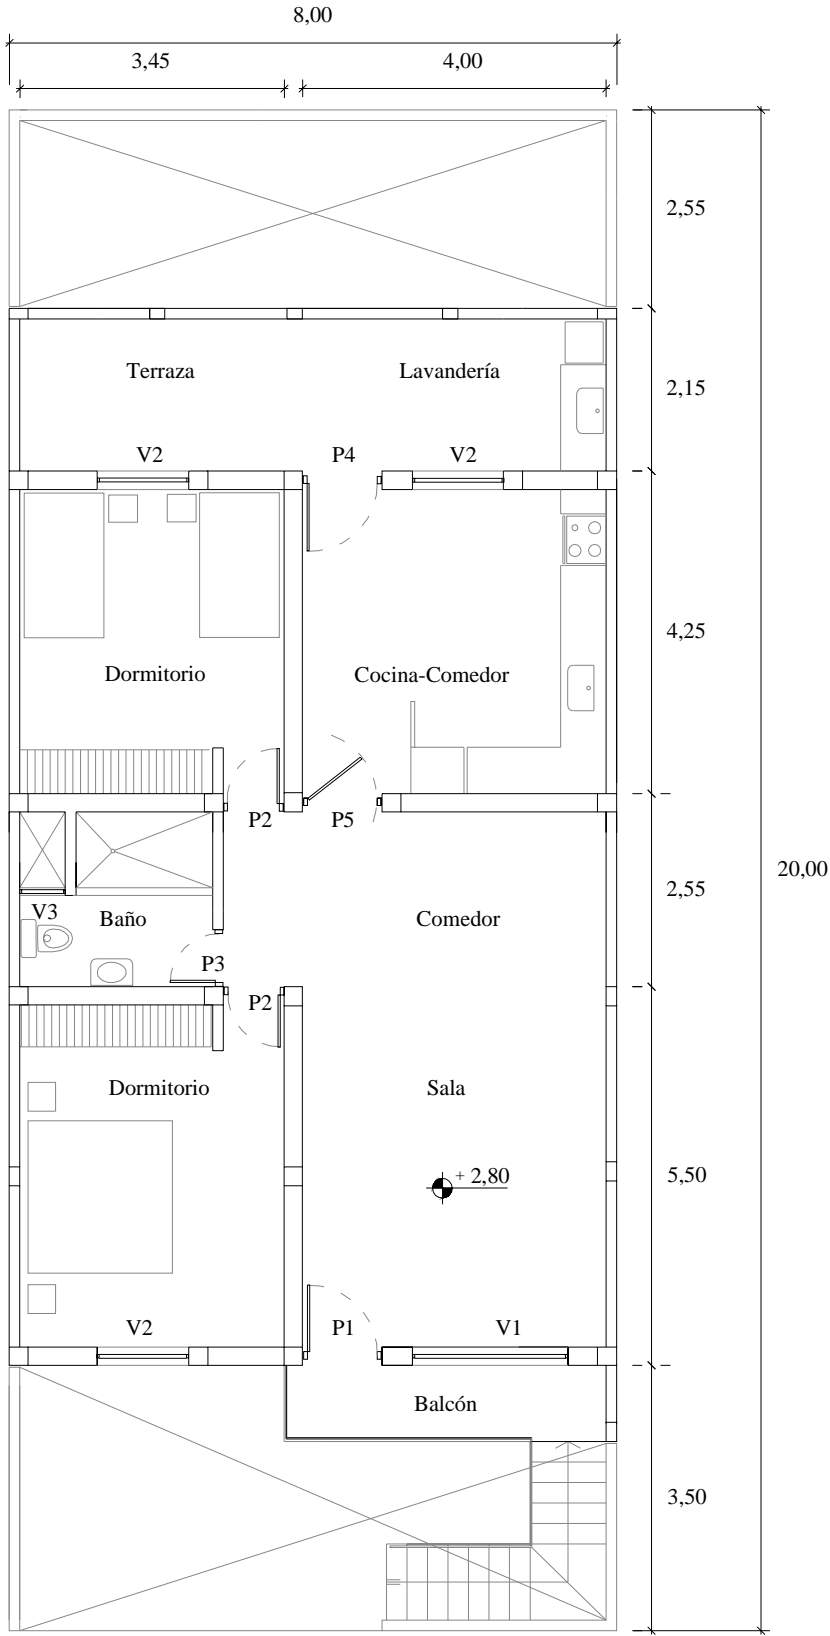 8,00
3,45
4,00
2,55
Terraza
Lavandería
2,15
V2
P4
V2
4,25
Dormitorio
Cocina-Comedor
P2
P5
20,00
2,55
V3
Baño
Comedor
P3
P2
Dormitorio
Sala
+ 2,80
5,50
V2
P1
V1
Balcón
3,50